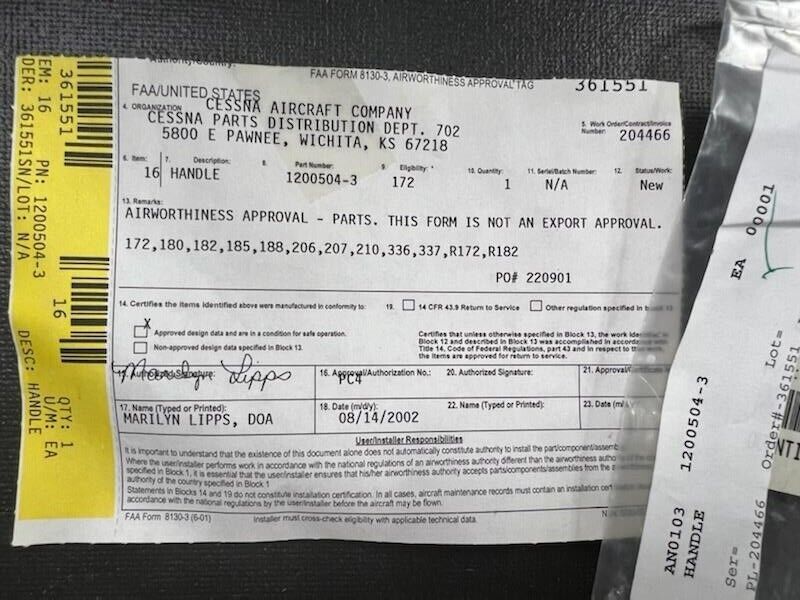 Authority/Country:
FAA FORM 8130-3, AIRWORTHINESS APPROVAL TAG
361551
FAA/UNITED STATES
4. ORGANIZATION
CESSNA AIRCRAFT COMPANY
CESSNA PARTS DISTRIBUTION DEPT. 702
5800 E PAWNEE, WICHITA, KS 67218
5. Work Order/Contract/Invoice
Number: 204466
6. Item: 7. Description: 8. Part Number: 9. Eligibility: * 10. Quantity: 11. Serial/Batch Number: 12. Status/Work:
16 HANDLE 1200504-3 172 1 N/A New
13. Remarks:
AIRWORTHINESS APPROVAL - PARTS. THIS FORM IS NOT AN EXPORT APPROVAL.
172,180,182,185,188,206,207,210,336,337,R172,R182
PO# 220901
14. Certifies the items identified above were manufactured in conformity to:
X Approved design data and are in a condition for safe operation.
Non-approved design data specified in Block 13.
19. 14 CFR 43.9 Return to Service Other regulation specified in
Certifies that unless otherwise specified in Block 13, the work
Block 12 and described in Block 13 was accomplished in
Title 14, Code of Federal Regulations, part 43 and in respect to
the items are approved for return to service.
15. Authorized Signature:
Marilyn Lipps
16. Approval/Authorization No.:
PC4
20. Authorized Signature:
21. Approval
17. Name (Typed or Printed):
MARILYN LIPPS, DOA
18. Date (m/d/y):
08/14/2002
22. Name (Typed or Printed):
23. Date
User/Installer Responsibilities
It is important to understand that the existence of this document alone does not automatically constitute authority to install the part/component/
Where the user/installer performs work in accordance with the national regulations of an airworthiness authority different than the airworthiness
specified in Block 1, it is essential that the user/installer ensures that his/her airworthiness authority accepts parts/components/assemblies from the
authority of the country specified in Block 1
Statements in Blocks 14 and 19 do not constitute installation certification. In all cases, aircraft maintenance records must contain an installation
accordance with the national regulations by the user/installer before the aircraft may be flown.
FAA Form 8130-3 (6-01)
Installer must cross-check eligibility with applicable technical data.
361551
EM: 16 PN: 1200504-3 16 QTY: 1
U/M: EA
DER: 361551SN/LOT: N/A DESC: HANDLE
EA 00001
AN0103 1200504-3
HANDLE
Ser= Lot=
PL-204466 Order#-361551